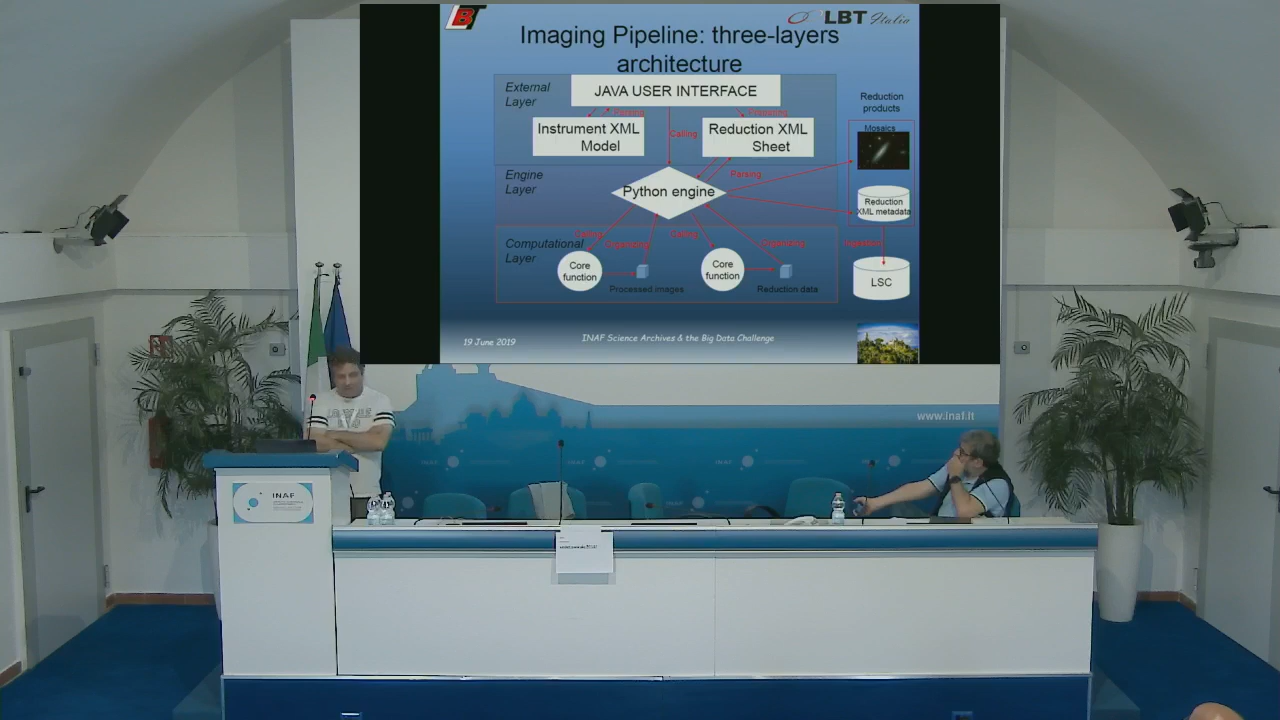 LBT
LBT Italia
Imaging Pipeline: three-layers
architecture
External
Layer
JAVA USER INTERFACE
Reduction
products
Parsing
Mosaics
Instrument XML
Model
Calling
Reduction XML
Sheet
Engine
Layer
Parsing
Python engine
Reduction
XML metadata
Calling
Calling
Computational
Layer
Ingestion
Core
function
Core
function
LSC
Processed images
Reduction data
19 June 2019
INAF Science Archives & the Big Data Challenge
www.inaf.it
INAF
INAF
INAF